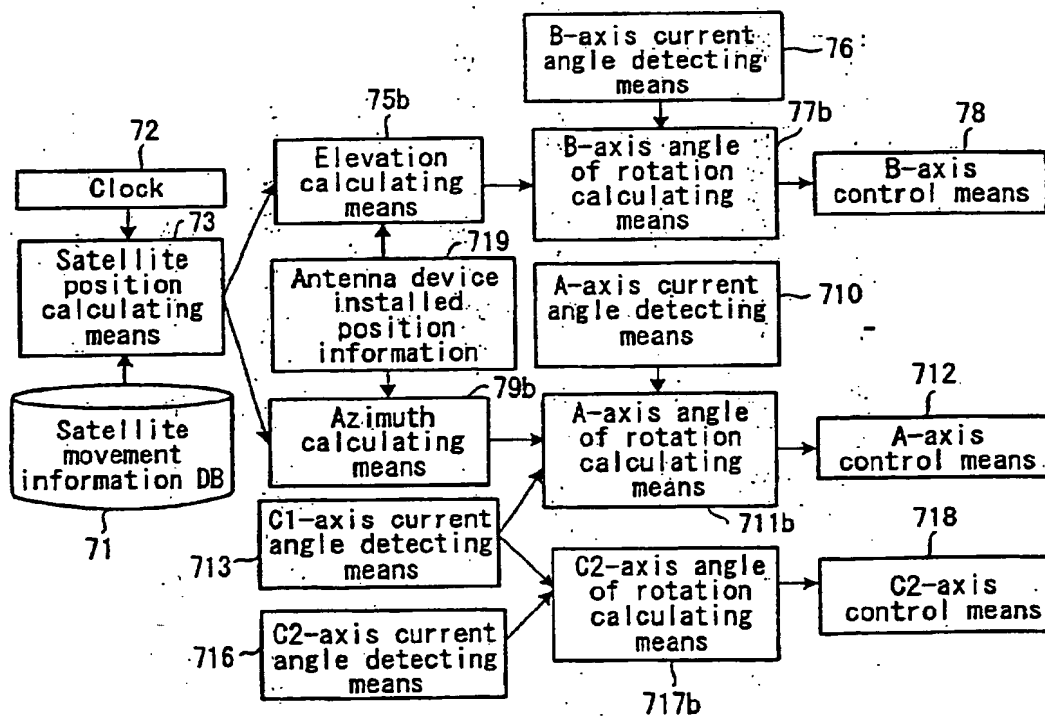 B-axis current
angle detecting
means
76
75b
72
Clock
Elevation
calculating
means
77b
B-axis angle
of rotation
calculating
means
78
B-axis
control means
73
Satellite
position
calculating
means
719
Antenna device
installed
position
information
A-axis current
angle detecting
means
710
Satellite
movement
information DB
71
79b
Azimuth
calculating
means
A-axis angle
of rotation
calculating
means
711b
712
A-axis
control means
C1-axis current
angle detecting
means
713
C2-axis angle
of rotation
calculating
means
717b
718
C2-axis
control means
C2-axis current
angle detecting
means
716